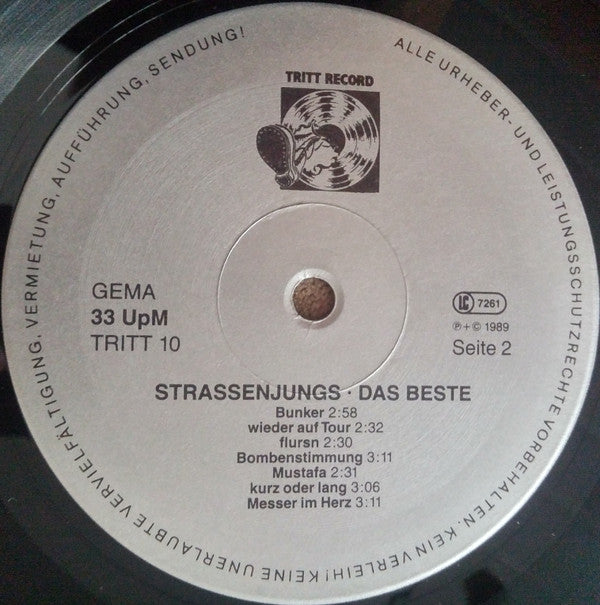 ALLE URHEBER- UND LEISTUNGSSCHUTZRECHTE VORBEHALTEN. KEIN VERLEIH! KEINE UNERLAUBTE VERVIELFÄLTIGUNG, VERMIETUNG, AUFFÜHRUNG, SENDUNG!
TRITT RECORD
GEMA
33 UpM
TRITT 10
LC 7261
℗ + © 1989
Seite 2
STRASSENJUNGS · DAS BESTE
Bunker 2:58
wieder auf Tour 2:32
flursn 2:30
Bombenstimmung 3:11
Mustafa 2:31
kurz oder lang 3:06
Messer im Herz 3:11